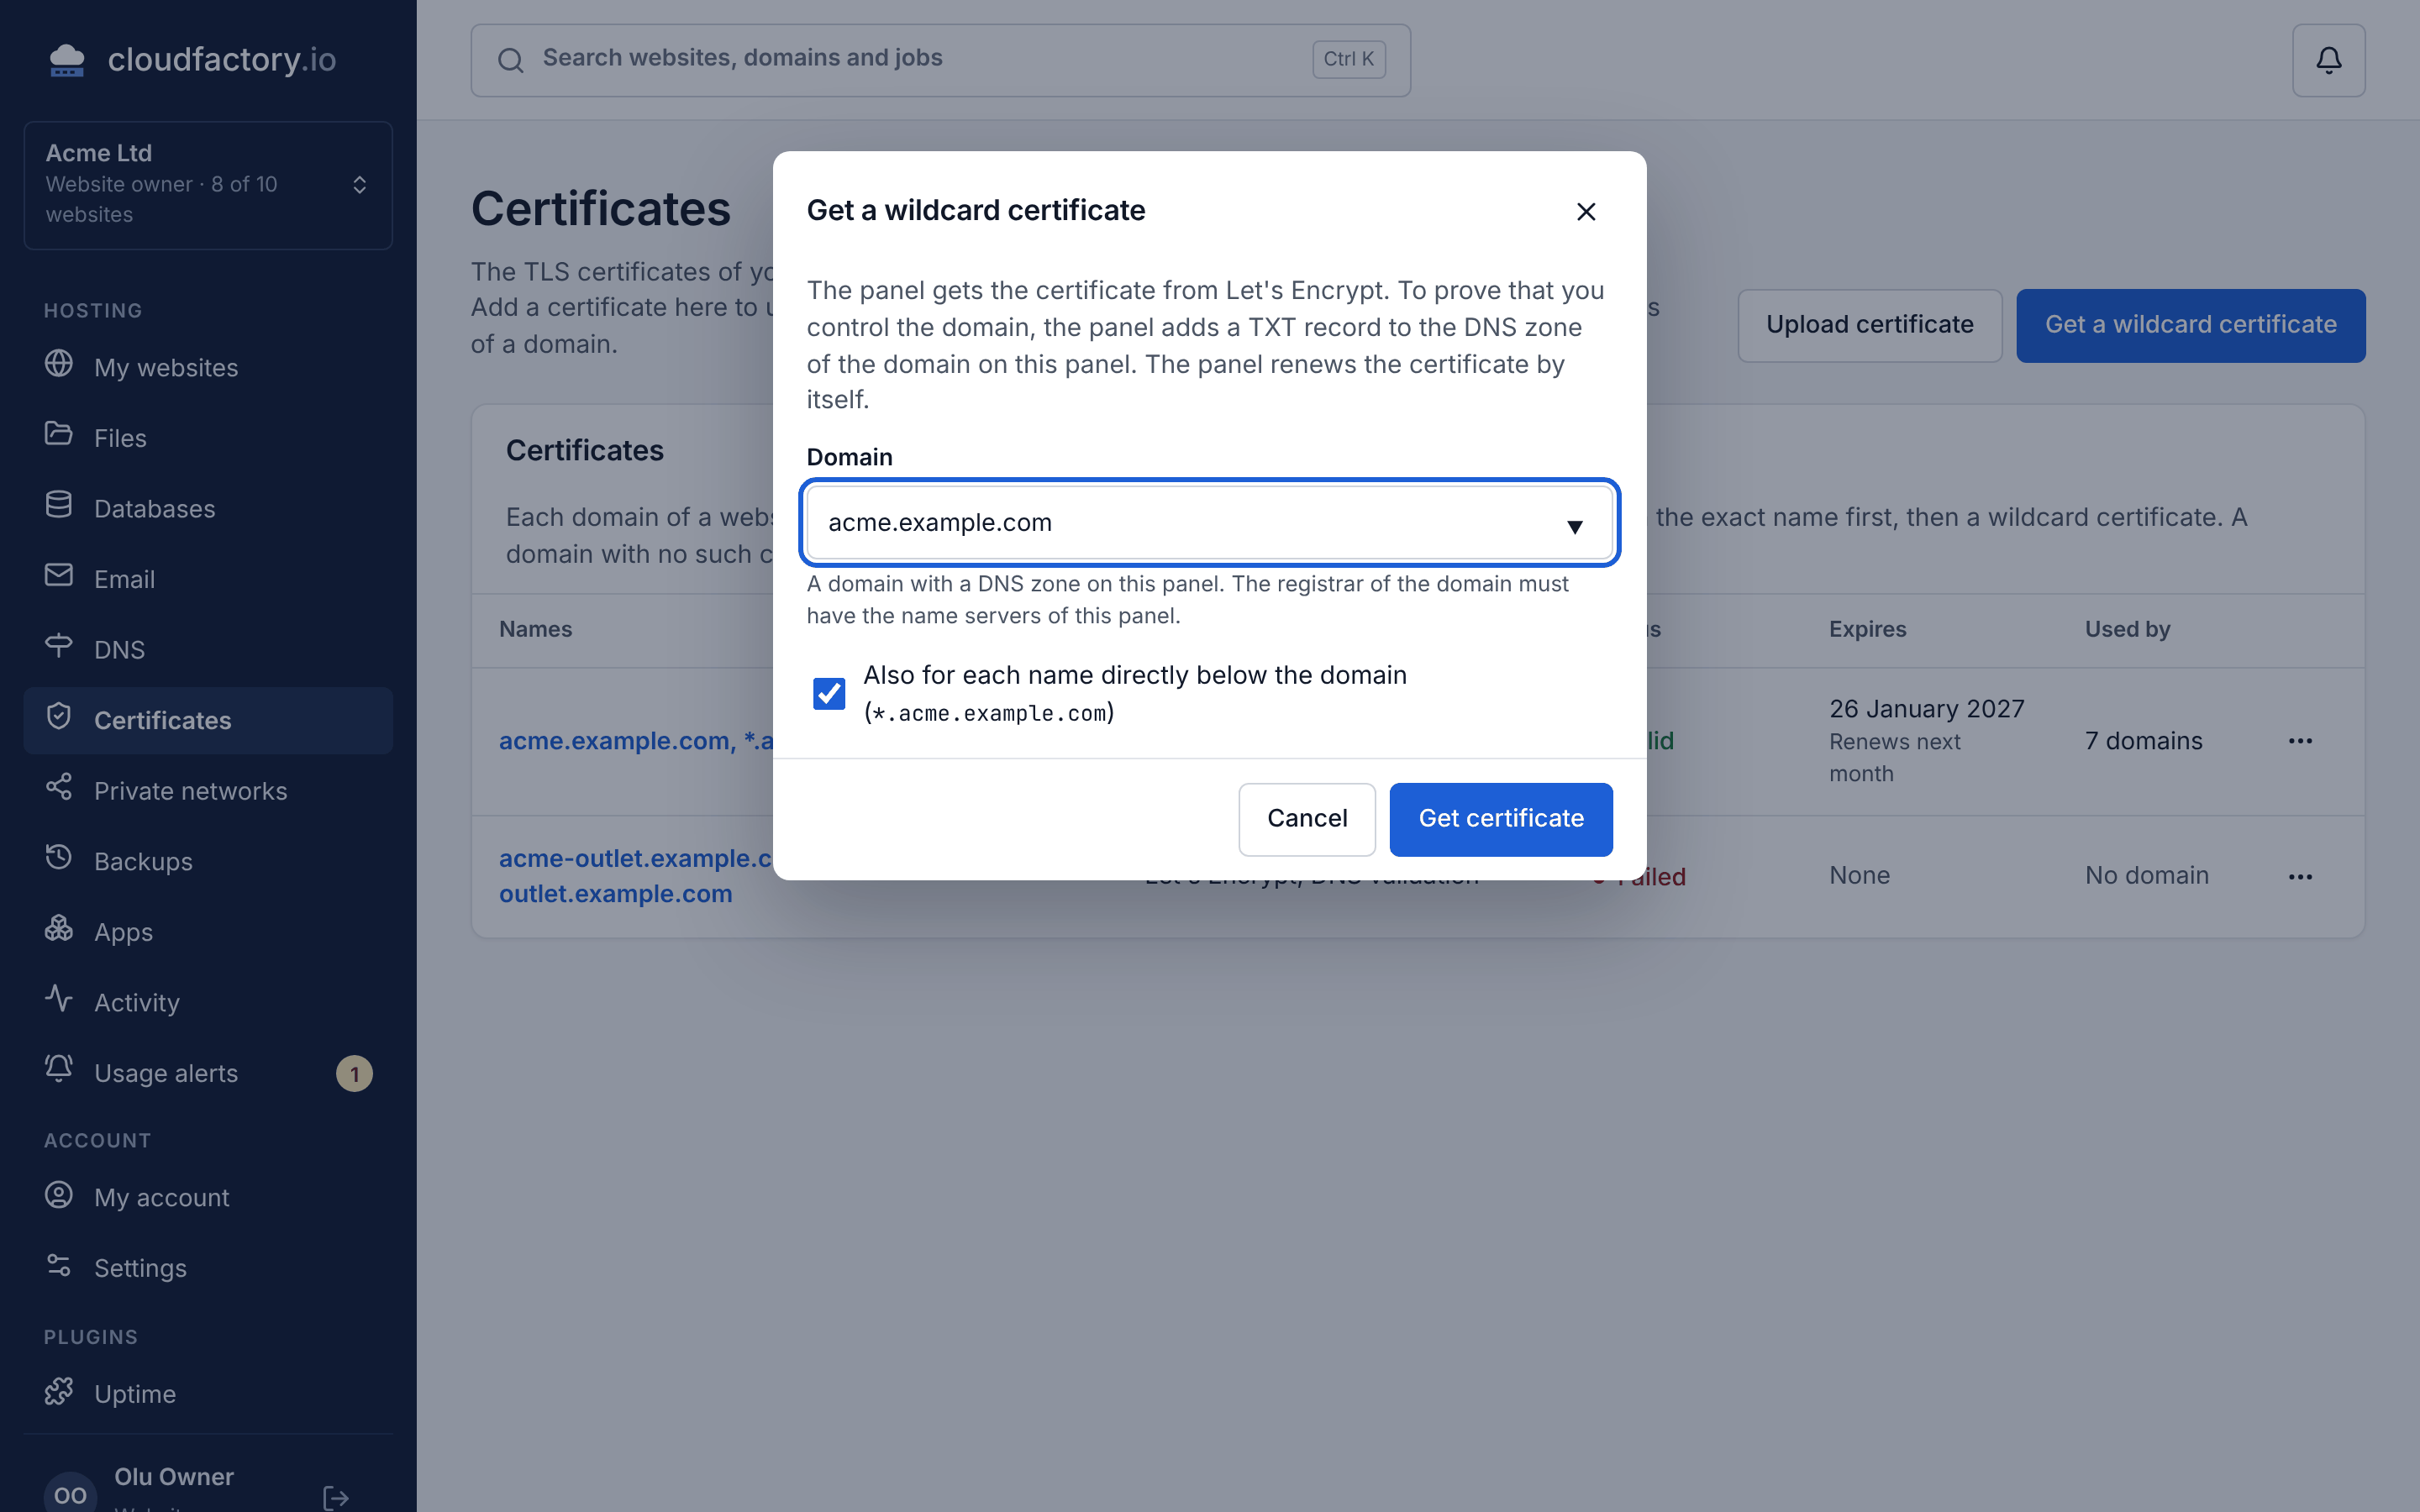 cloudfactory.io
Search websites, domains and jobs
Ctrl K
Acme Ltd
Website owner · 8 of 10
websites
HOSTING
My websites
Files
Databases
Email
DNS
Certificates
Private networks
Backups
Apps
Activity
Usage alerts
1
ACCOUNT
My account
Settings
PLUGINS
Uptime
OO
Olu Owner
Certificates
The TLS certificates of
Add a certificate here to
of a domain.
Upload certificate
Get a wildcard certificate
Certificates
Each domain of a
the exact name first, then a wildcard certificate. A
domain with no such
Names
Expires
Used by
acme.example.com,
26 January 2027
Renews next
month
7 domains
acme-outlet.example.c
outlet.example.com
None
No domain
Get a wildcard certificate
The panel gets the certificate from Let's Encrypt. To prove that you
control the domain, the panel adds a TXT record to the DNS zone
of the domain on this panel. The panel renews the certificate by
itself.
Domain
acme.example.com
A domain with a DNS zone on this panel. The registrar of the domain must
have the name servers of this panel.
Also for each name directly below the domain
(*.acme.example.com)
Cancel
Get certificate